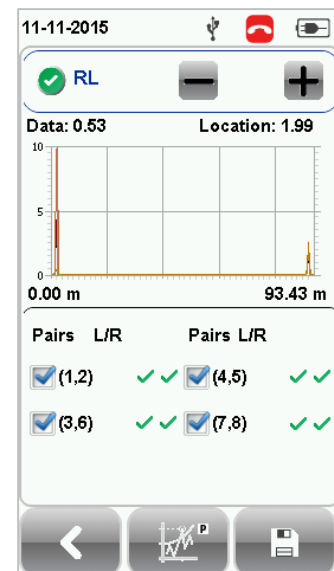 11-11-2015
RL
Data: 0.53 Location: 1.99
10
5
0
0.00 m 93.43 m
Pairs L/R Pairs L/R
(1,2) (4,5)
(3,6) (7,8)
P